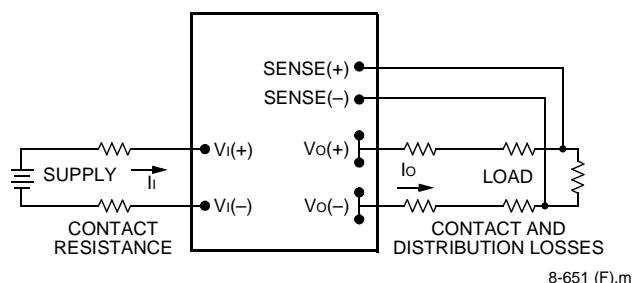 SENSE(+)
SENSE(–)
VI(+)
VO(+)
SUPPLY
II
IO
LOAD
VI(–)
VO(–)
CONTACT
RESISTANCE
CONTACT AND
DISTRIBUTION LOSSES
8-651 (F).m